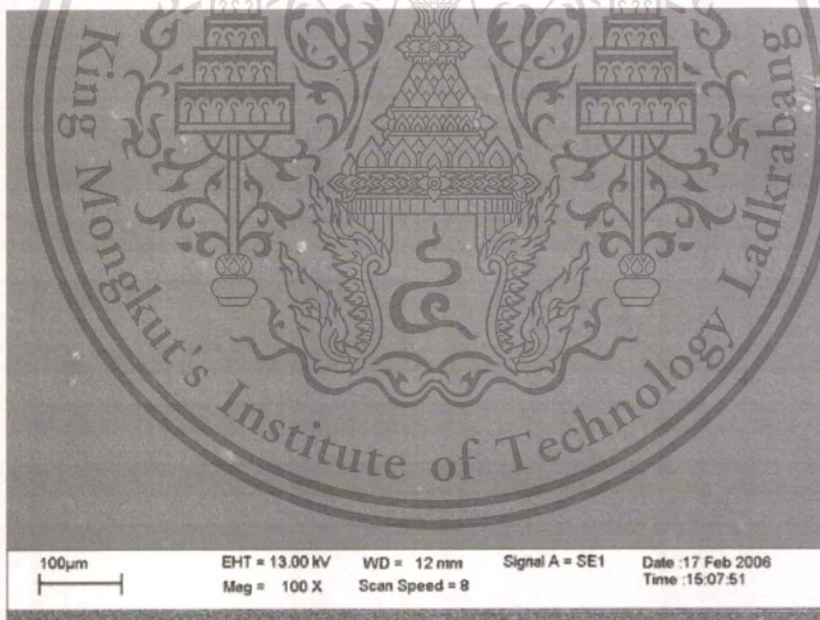 King Mongkut's Institute of Technology Ladkrabang
100µm
EHT = 13.00 kV WD = 12 mm Signal A = SE1 Date :17 Feb 2006
Mag = 100 X Scan Speed = 8 Time :15:07:51